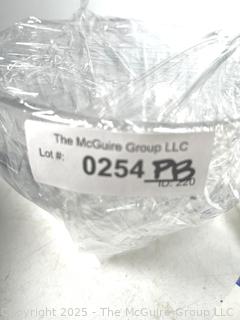 The McGuire Group LLC
Lot #:
0254 PB
ID: 220
Copyright 2025 - The McGuire Group LLC